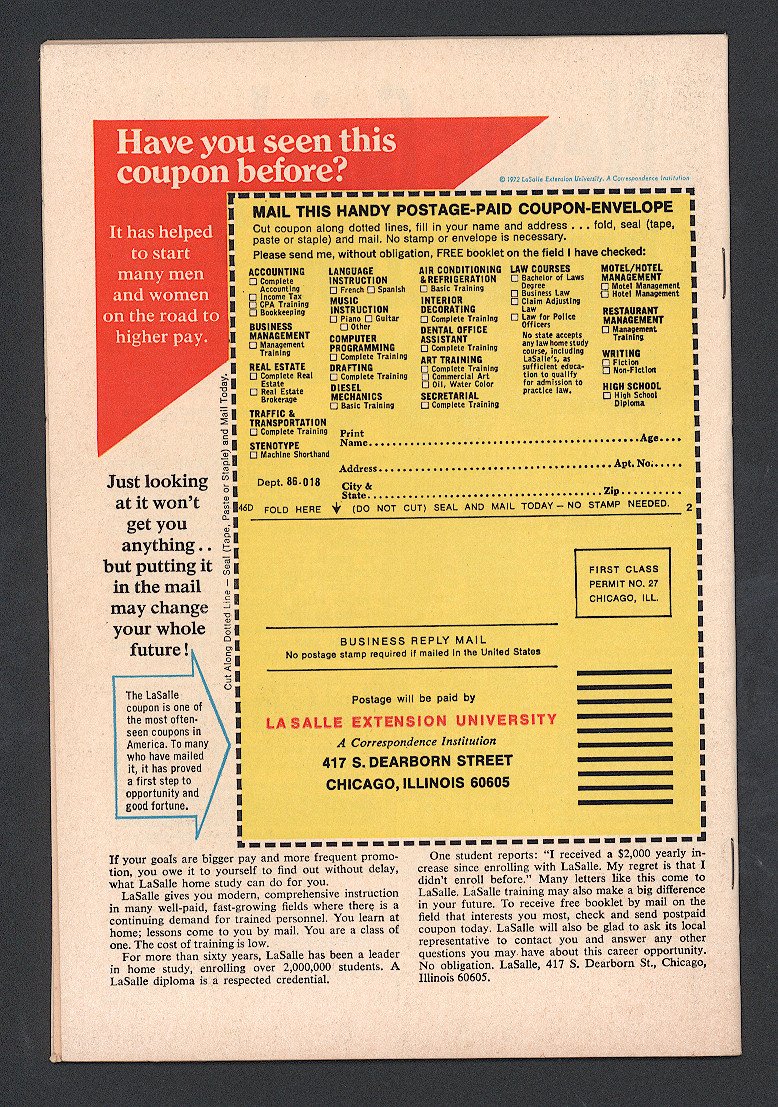 Have you seen this
coupon before?
© 1972 LaSalle Extension University. A Correspondence Institution
It has helped
to start
many men
and women
on the road to
higher pay.
MAIL THIS HANDY POSTAGE-PAID COUPON-ENVELOPE
Cut coupon along dotted lines, fill in your name and address . . . fold, seal (tape,
paste or staple) and mail. No stamp or envelope is necessary.
Please send me, without obligation, FREE booklet on the field I have checked:
ACCOUNTING
☐ Complete
Accounting
☐ Income Tax
☐ CPA Training
☐ Bookkeeping
BUSINESS
MANAGEMENT
☐ Management
Training
REAL ESTATE
☐ Complete Real
Estate
☐ Real Estate
Brokerage
TRAFFIC &
TRANSPORTATION
☐ Complete Training
STENOTYPE
☐ Machine Shorthand
LANGUAGE
INSTRUCTION
☐ French ☐ Spanish
MUSIC
INSTRUCTION
☐ Piano ☐ Guitar
☐ Other
COMPUTER
PROGRAMMING
☐ Complete Training
DRAFTING
☐ Complete Training
DIESEL
MECHANICS
☐ Basic Training
AIR CONDITIONING
& REFRIGERATION
☐ Basic Training
INTERIOR
DECORATING
☐ Complete Training
DENTAL OFFICE
ASSISTANT
☐ Complete Training
ART TRAINING
☐ Complete Training
☐ Commercial Art
☐ Oil, Water Color
SECRETARIAL
☐ Complete Training
LAW COURSES
☐ Bachelor of Laws
Degree
☐ Business Law
☐ Claim Adjusting
Law
☐ Law for Police
Officers
No state accepts
any law home study
course, including
LaSalle's, as
sufficient educa-
tion to qualify
for admission to
practice law.
MOTEL/HOTEL
MANAGEMENT
☐ Motel Management
☐ Hotel Management
RESTAURANT
MANAGEMENT
☐ Management
Training
WRITING
☐ Fiction
☐ Non-Fiction
HIGH SCHOOL
☐ High School
Diploma
Print
Name..........Age....
Address..........Apt. No.....
Dept. 86-018
City &
State..........Zip..........
46D FOLD HERE ↓ (DO NOT CUT) SEAL AND MAIL TODAY – NO STAMP NEEDED. 2
Cut Along Dotted Line — Seal (Tape, Paste or Staple) and Mail Today.
Just looking
at it won't
get you
anything . .
but putting it
in the mail
may change
your whole
future!
The LaSalle
coupon is one of
the most often-
seen coupons in
America. To many
who have mailed
it, it has proved
a first step to
opportunity and
good fortune.
FIRST CLASS
PERMIT NO. 27
CHICAGO, ILL.
BUSINESS REPLY MAIL
No postage stamp required if mailed in the United States
Postage will be paid by
LA SALLE EXTENSION UNIVERSITY
A Correspondence Institution
417 S. DEARBORN STREET
CHICAGO, ILLINOIS 60605
If your goals are bigger pay and more frequent promo-
tion, you owe it to yourself to find out without delay,
what LaSalle home study can do for you.
LaSalle gives you modern, comprehensive instruction
in many well-paid, fast-growing fields where there is a
continuing demand for trained personnel. You learn at
home; lessons come to you by mail. You are a class of
one. The cost of training is low.
For more than sixty years, LaSalle has been a leader
in home study, enrolling over 2,000,000 students. A
LaSalle diploma is a respected credential.
One student reports: “I received a $2,000 yearly in-
crease since enrolling with LaSalle. My regret is that I
didn't enroll before.” Many letters like this come to
LaSalle. LaSalle training may also make a big difference
in your future. To receive free booklet by mail on the
field that interests you most, check and send postpaid
coupon today. LaSalle will also be glad to ask its local
representative to contact you and answer any other
questions you may have about this career opportunity.
No obligation. LaSalle, 417 S. Dearborn St., Chicago,
Illinois 60605.